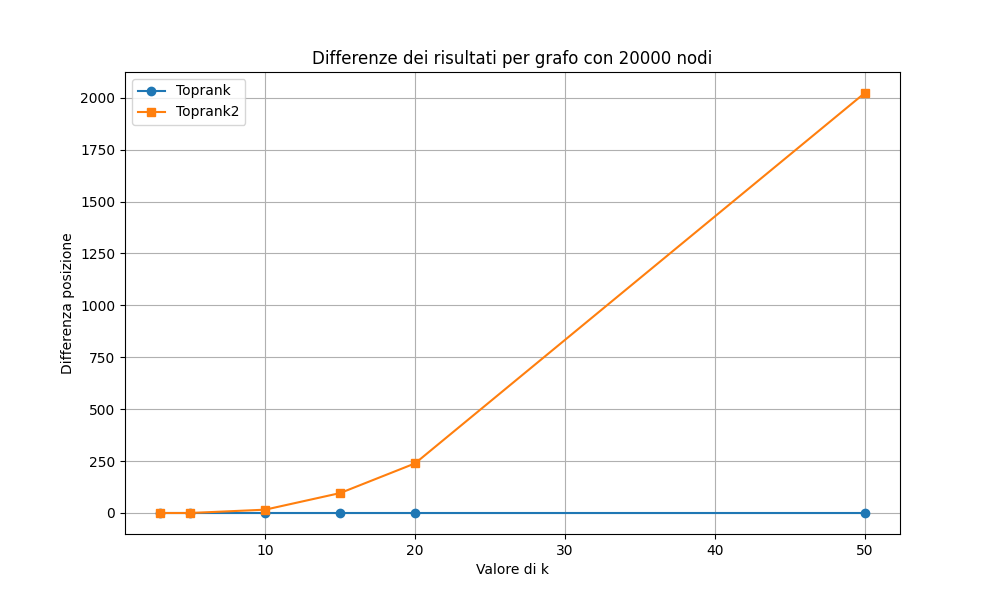 Differenze dei risultati per grafo con 20000 nodi
Toprank
Toprank2
2000
1750
1500
1250
1000
750
500
250
0
Differenza posizione
10
20
30
40
50
Valore di k